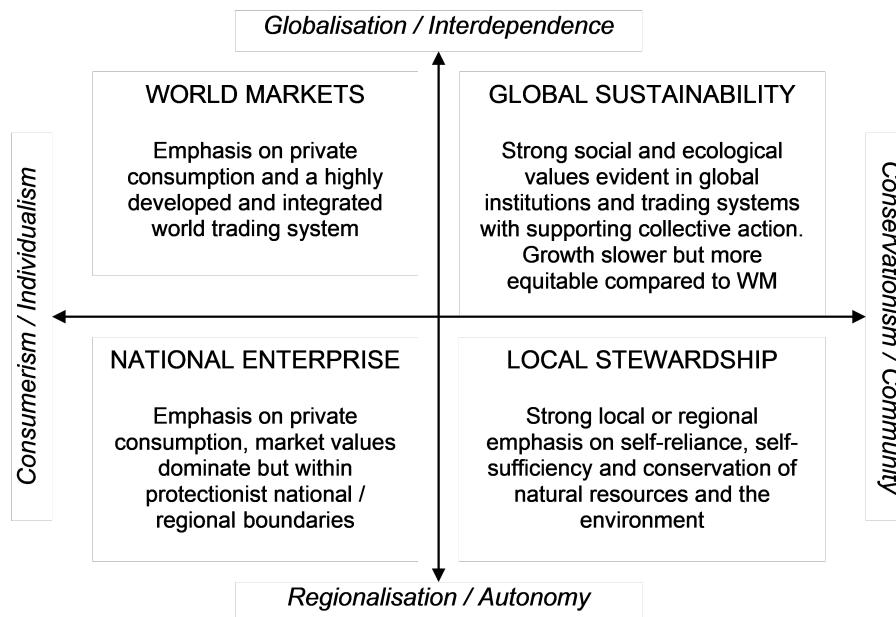 Globalisation / Interdependence
WORLD MARKETS
Emphasis on private
consumption and a highly
developed and integrated
world trading system
GLOBAL SUSTAINABILITY
Strong social and ecological
values evident in global
institutions and trading systems
with supporting collective action.
Growth slower but more
equitable compared to WM
Consumerism / Individualism
Conservationism / Community
NATIONAL ENTERPRISE
Emphasis on private
consumption, market values
dominate but within
protectionist national /
regional boundaries
LOCAL STEWARDSHIP
Strong local or regional
emphasis on self-reliance, self-
sufficiency and conservation of
natural resources and the
environment
Regionalisation / Autonomy